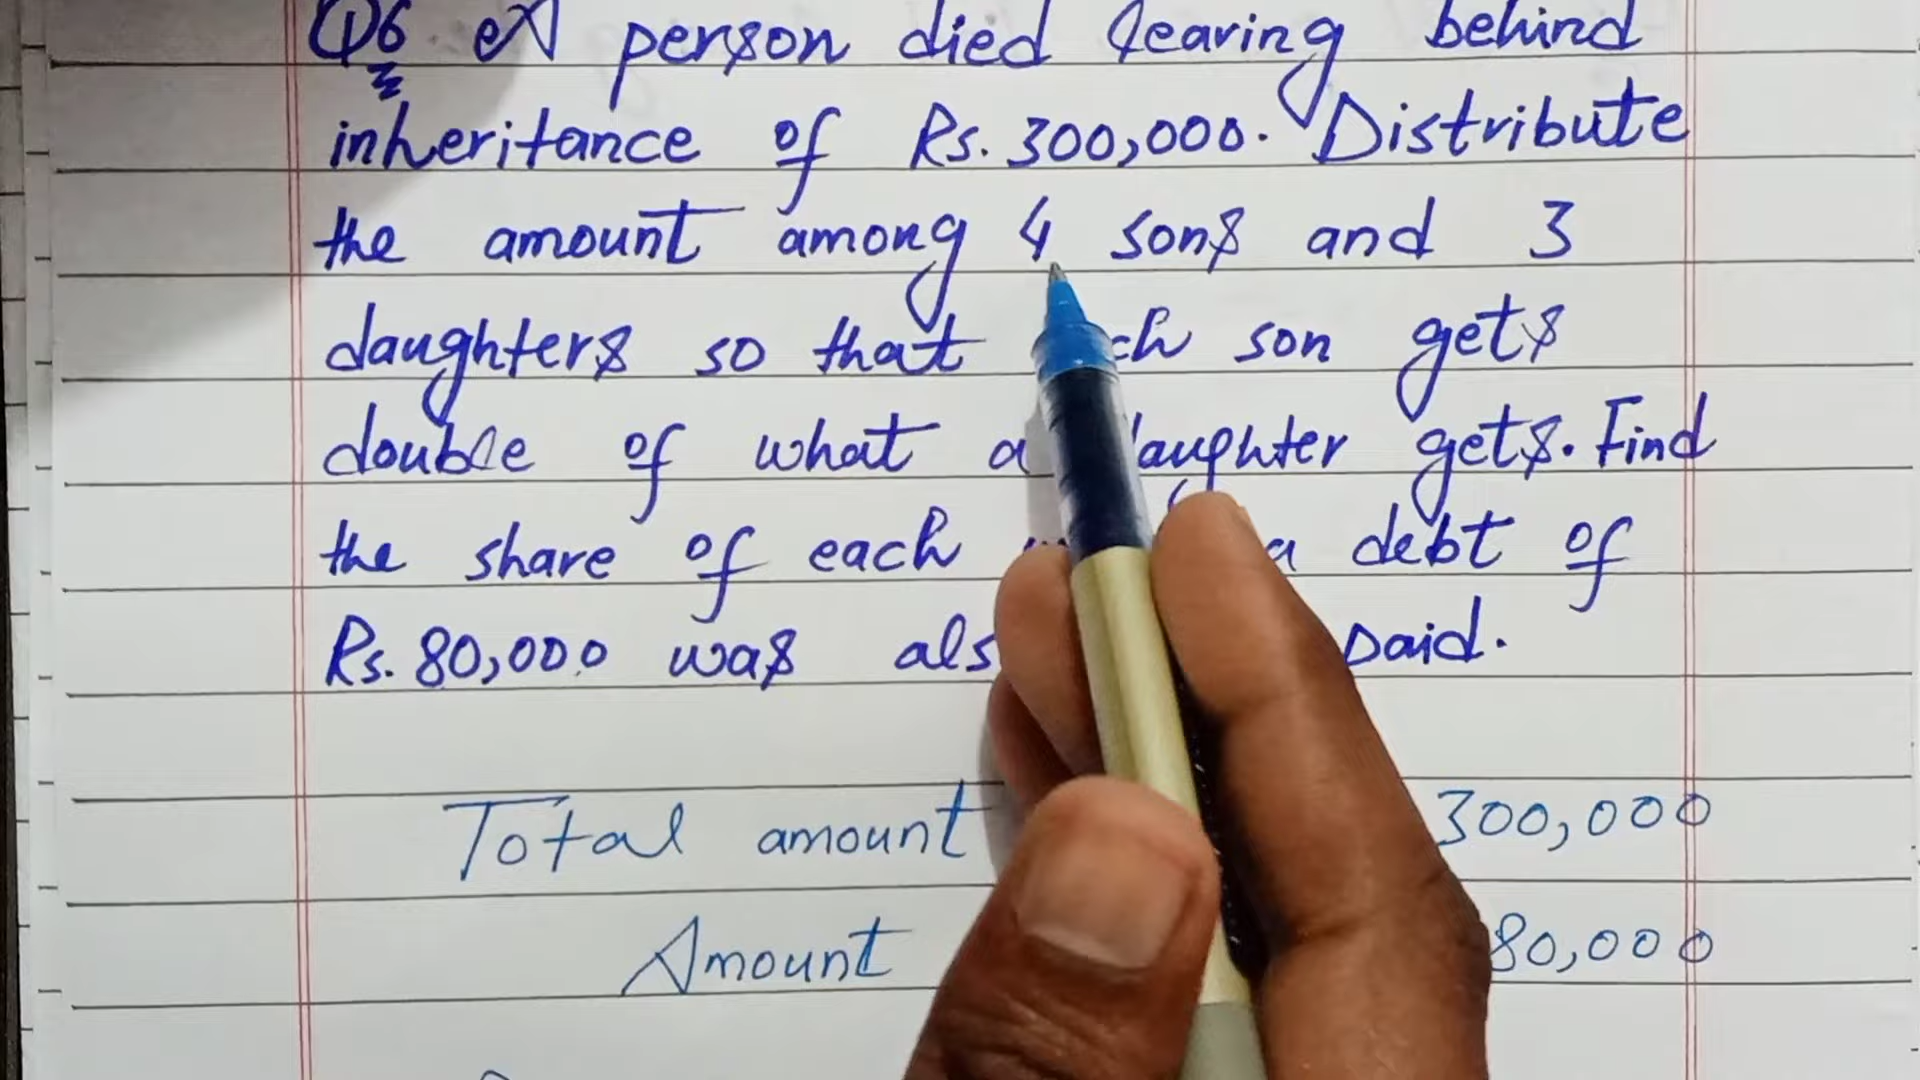 Q6. A person died leaving behind
inheritance of Rs. 300,000. Distribute
the amount among 4 sons and 3
daughters so that son gets
double of what a daughter gets. Find
the share of each a debt of
Rs. 80,000 was paid.
Total amount 300,000
Amount 80,000